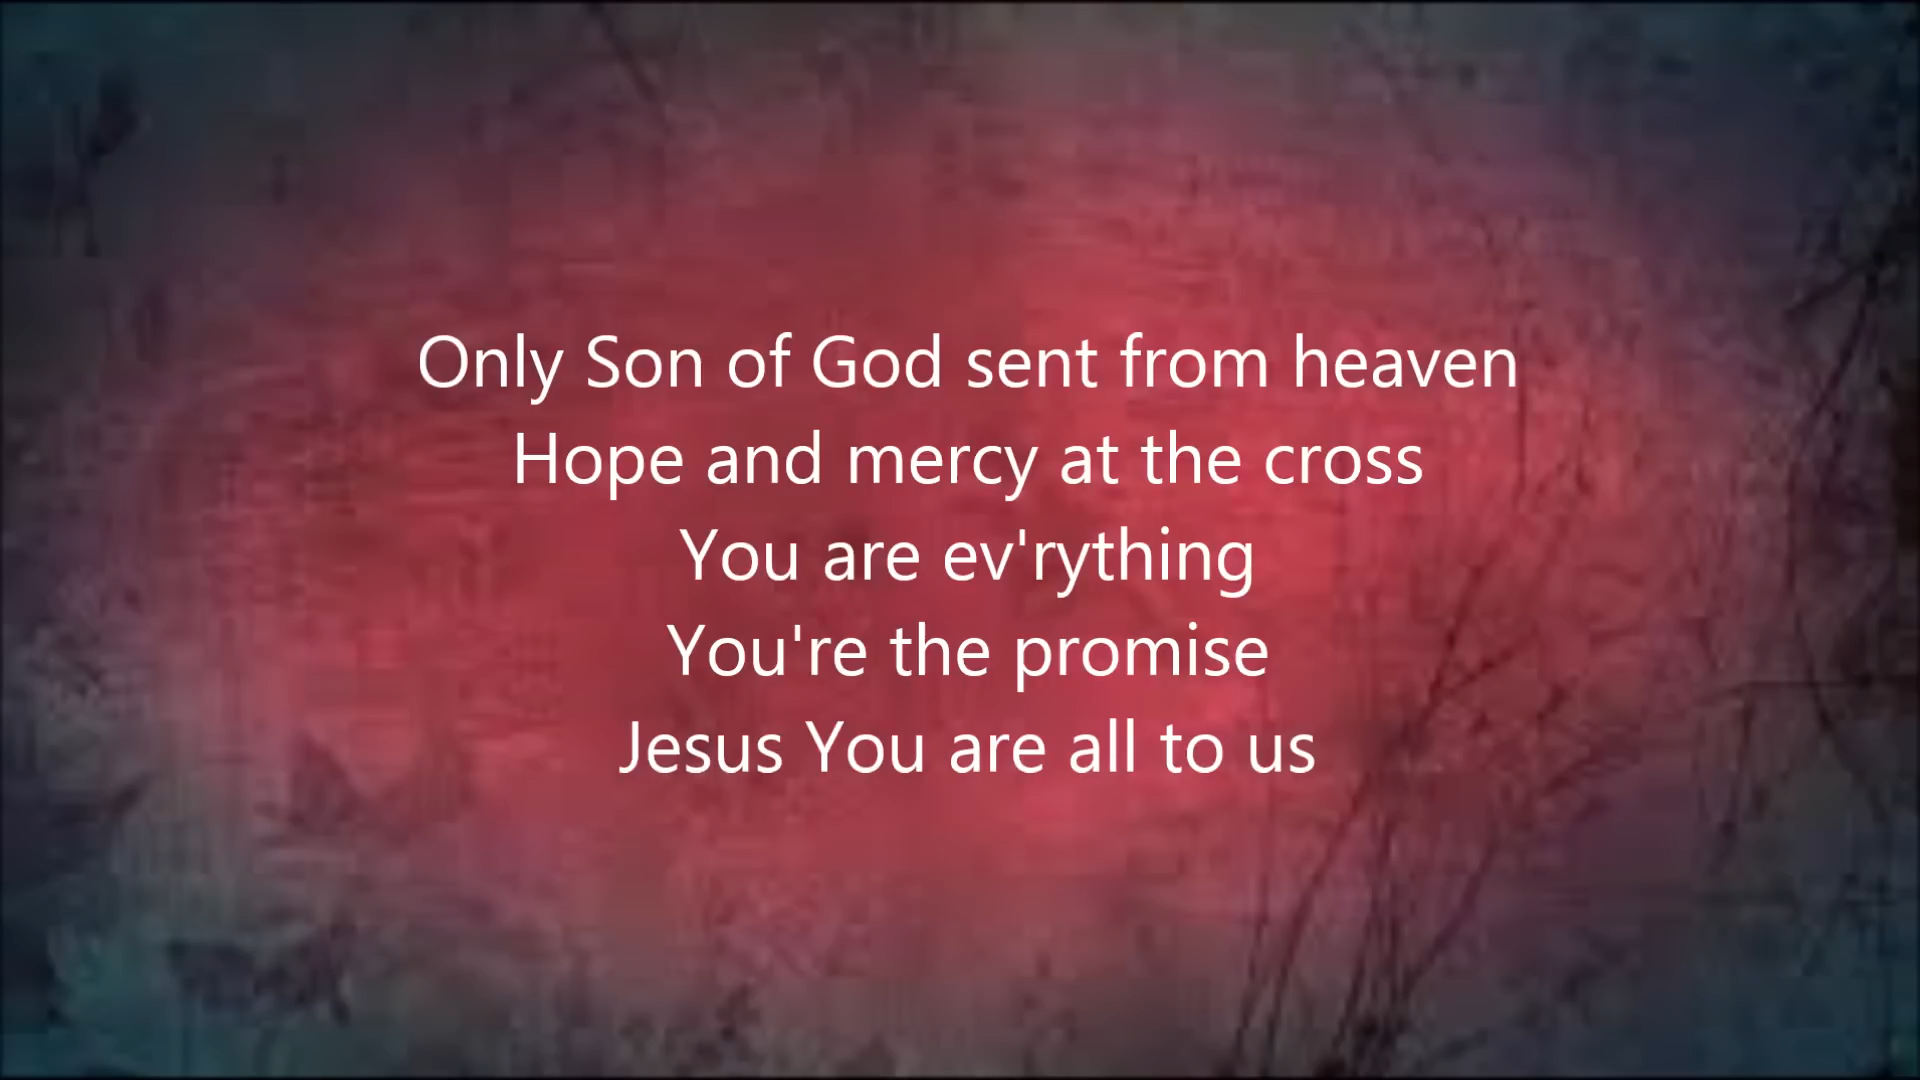 Only Son of God sent from heaven
Hope and mercy at the cross
You are ev'rything
You're the promise
Jesus You are all to us